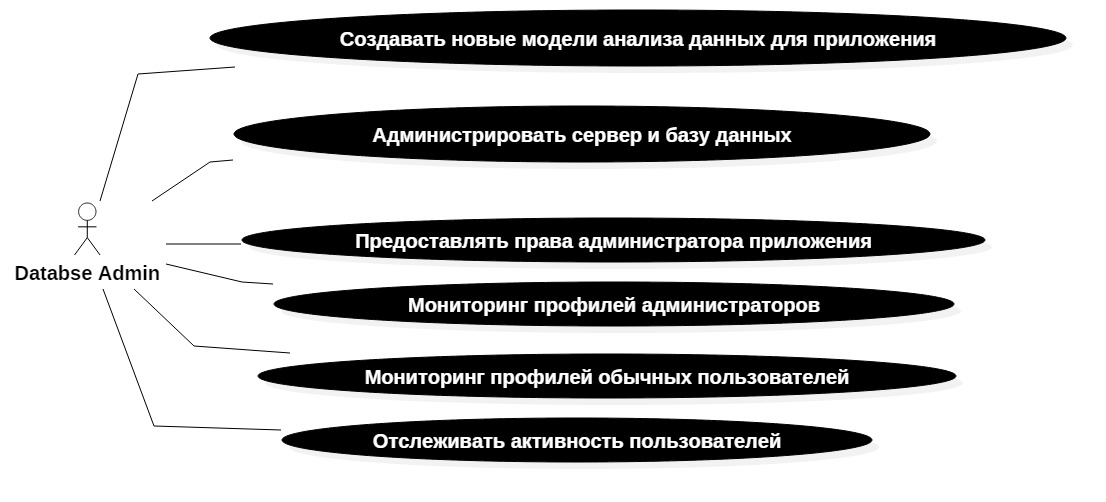 Создавать новые модели анализа данных для приложения
Администрировать сервер и базу данных
Предоставлять права администратора приложения
Databse Admin
Мониторинг профилей администраторов
Мониторинг профилей обычных пользователей
Отслеживать активность пользователей